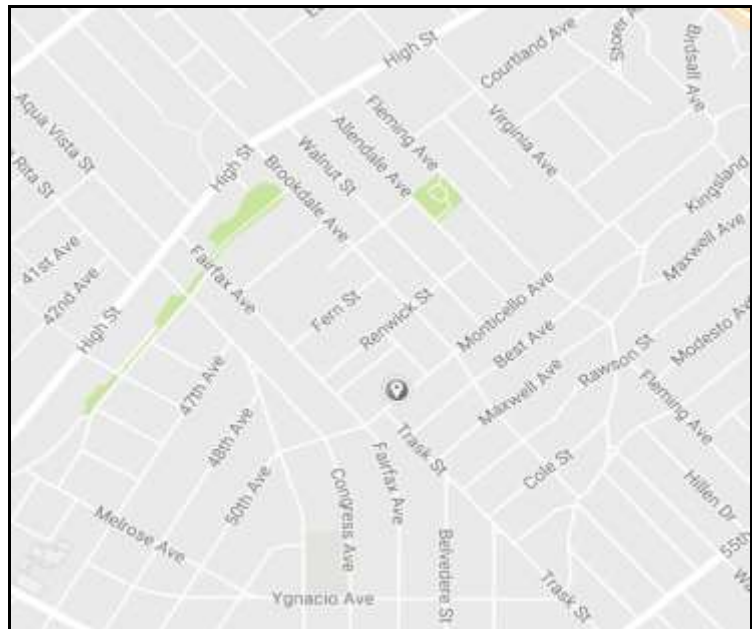 High St
Courtland Ave
Birdsall Ave
Aqua Vista St
Fleming Ave
Allendale Ave
Virginia Ave
Walnut St
High St
Brookdale Ave
Rita St
Kingsland
Maxwell Ave
41st Ave
42nd Ave
Fairfax Ave
High St
Fern St
Renwick St
Monticello Ave
Best Ave
Rawson St
Modesto Av
Maxwell Ave
Fleming Ave
47th Ave
48th Ave
50th Ave
Trask St
Fairfax Ave
Cole St
Hillen Dr
Congress Ave
Belvedere St
Melrose Ave
55th
Ygnacio Ave
Trask St
Wa